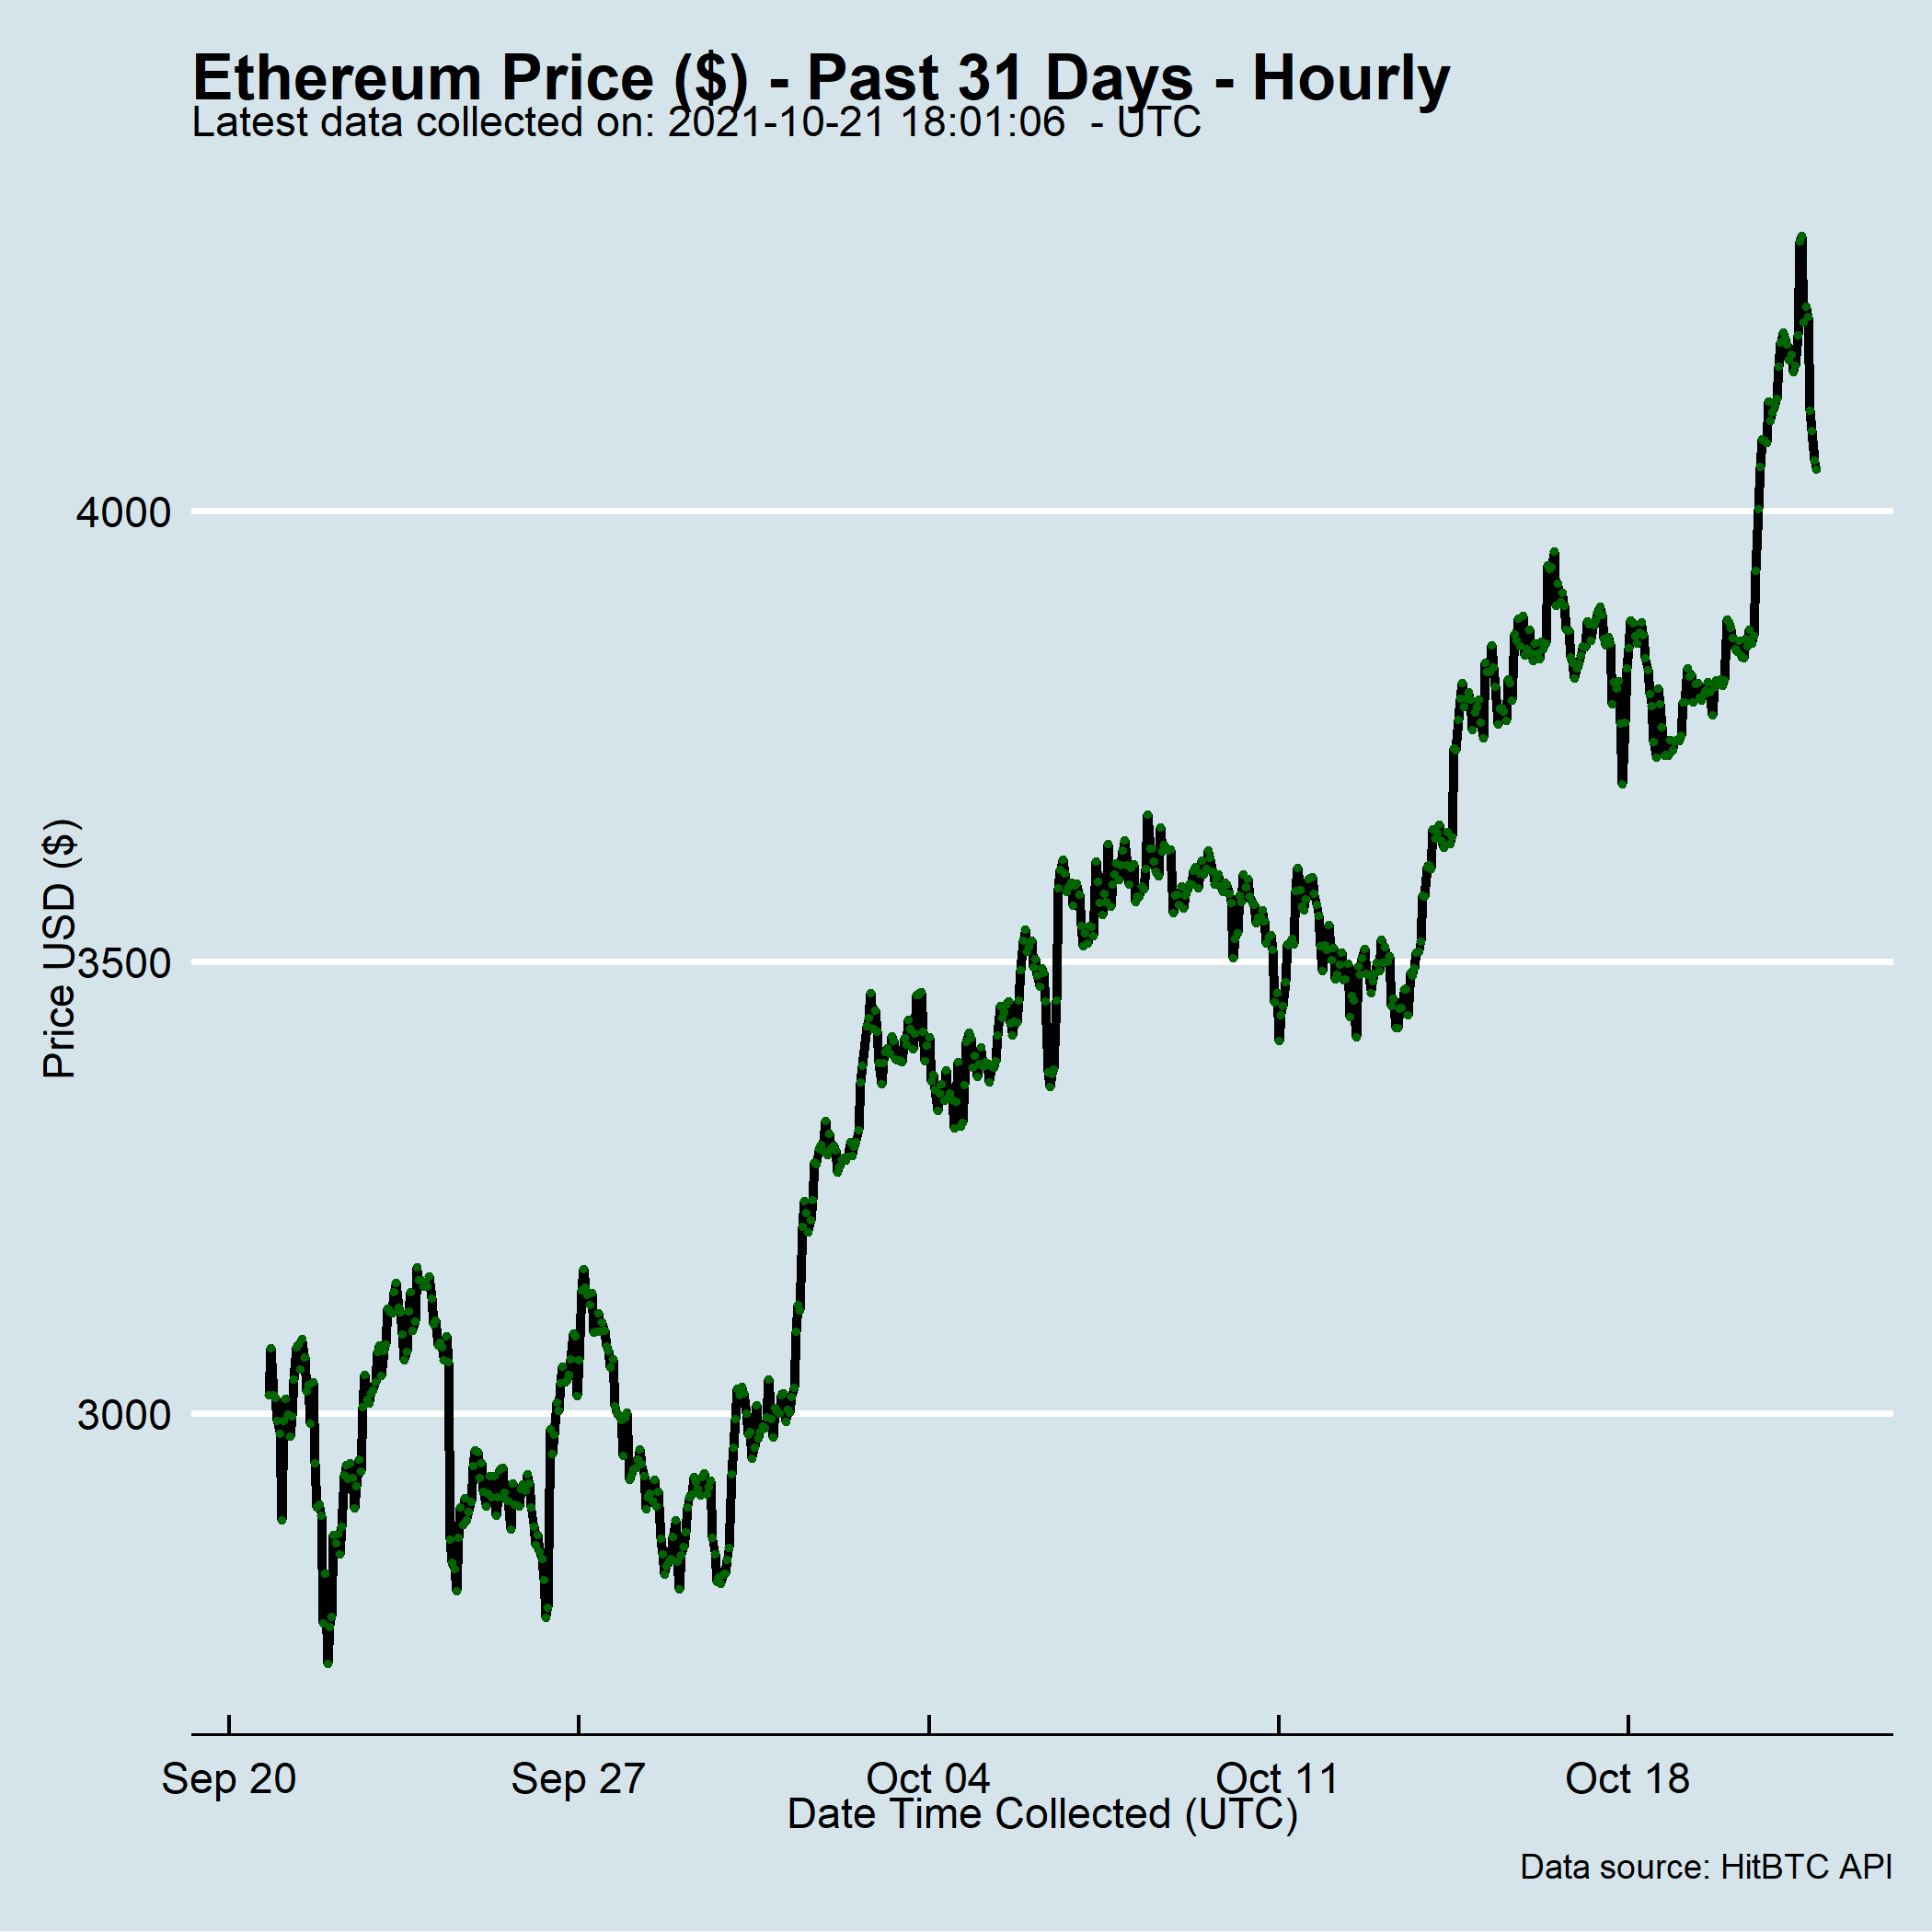 Ethereum Price ($) - Past 31 Days - Hourly
Latest data collected on: 2021-10-21 18:01:06  - UTC
Price USD ($)
4000
3500
3000
Sep 20
Sep 27
Oct 04
Oct 11
Oct 18
Date Time Collected (UTC)
Data source: HitBTC API